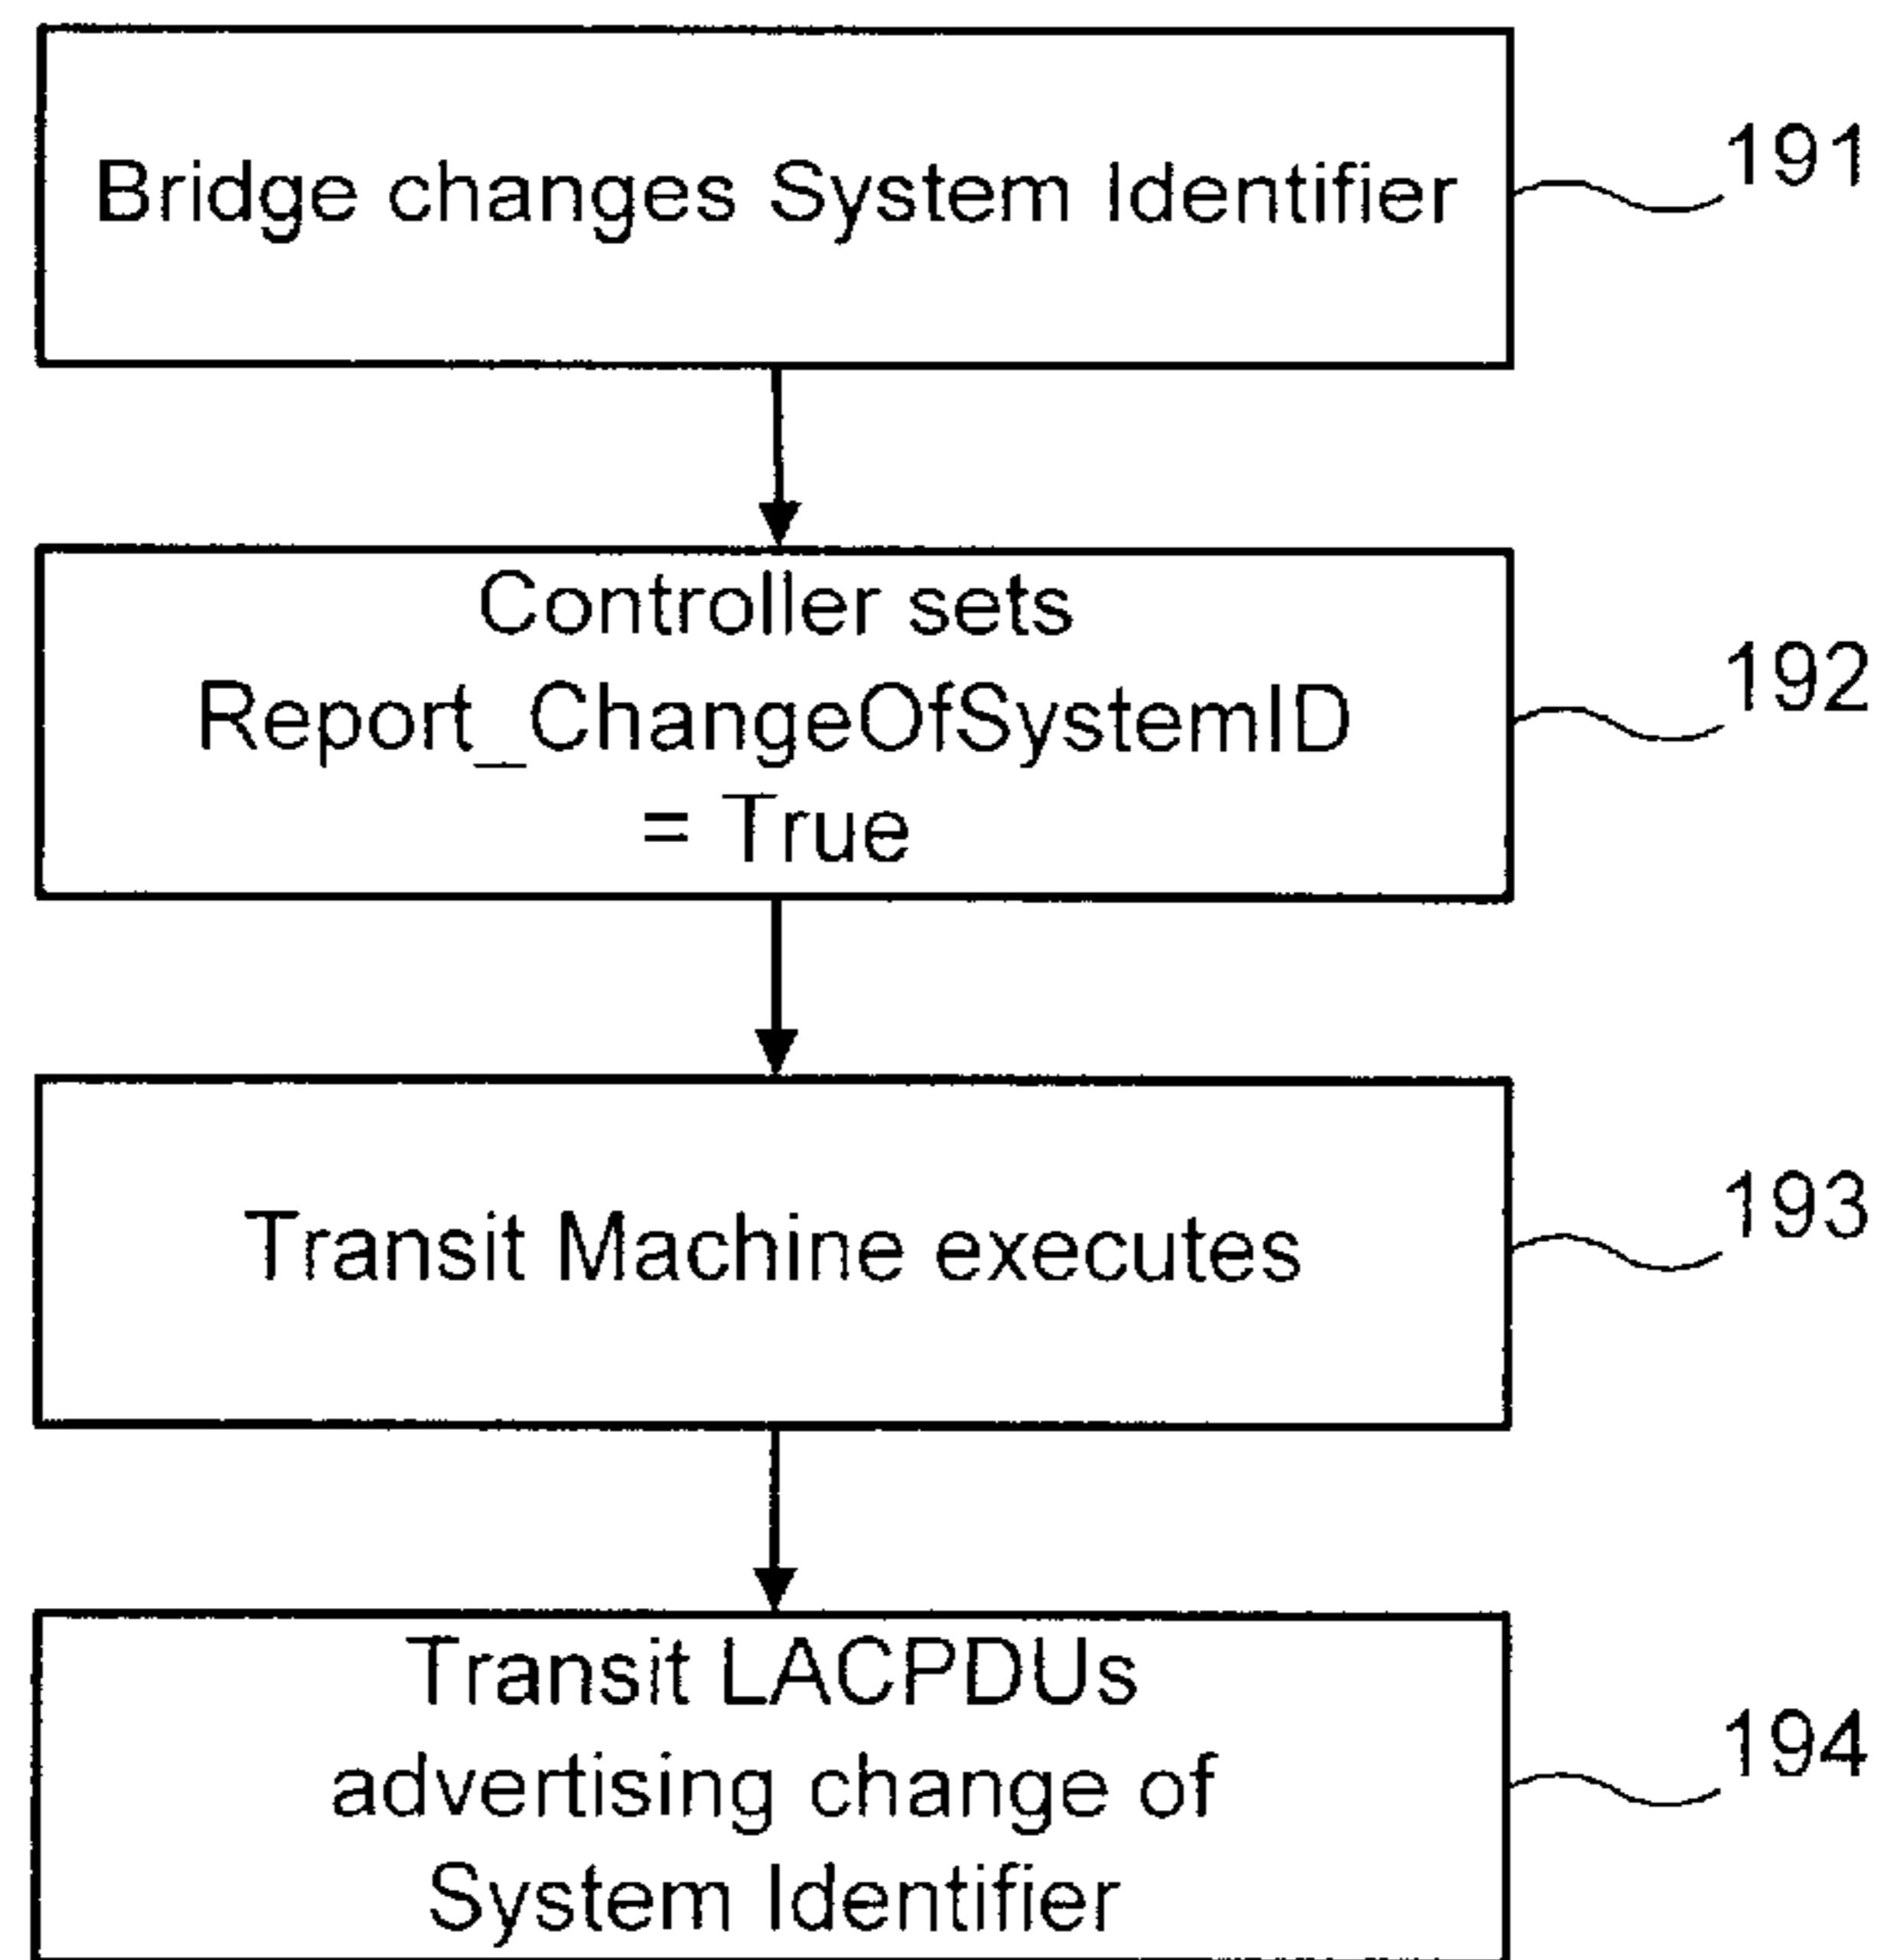 Bridge changes System Identifier
191
Controller sets
Report_ChangeOfSystemID
= True
192
Transit Machine executes
193
Transit LACPDUs
advertising change of
System Identifier
194